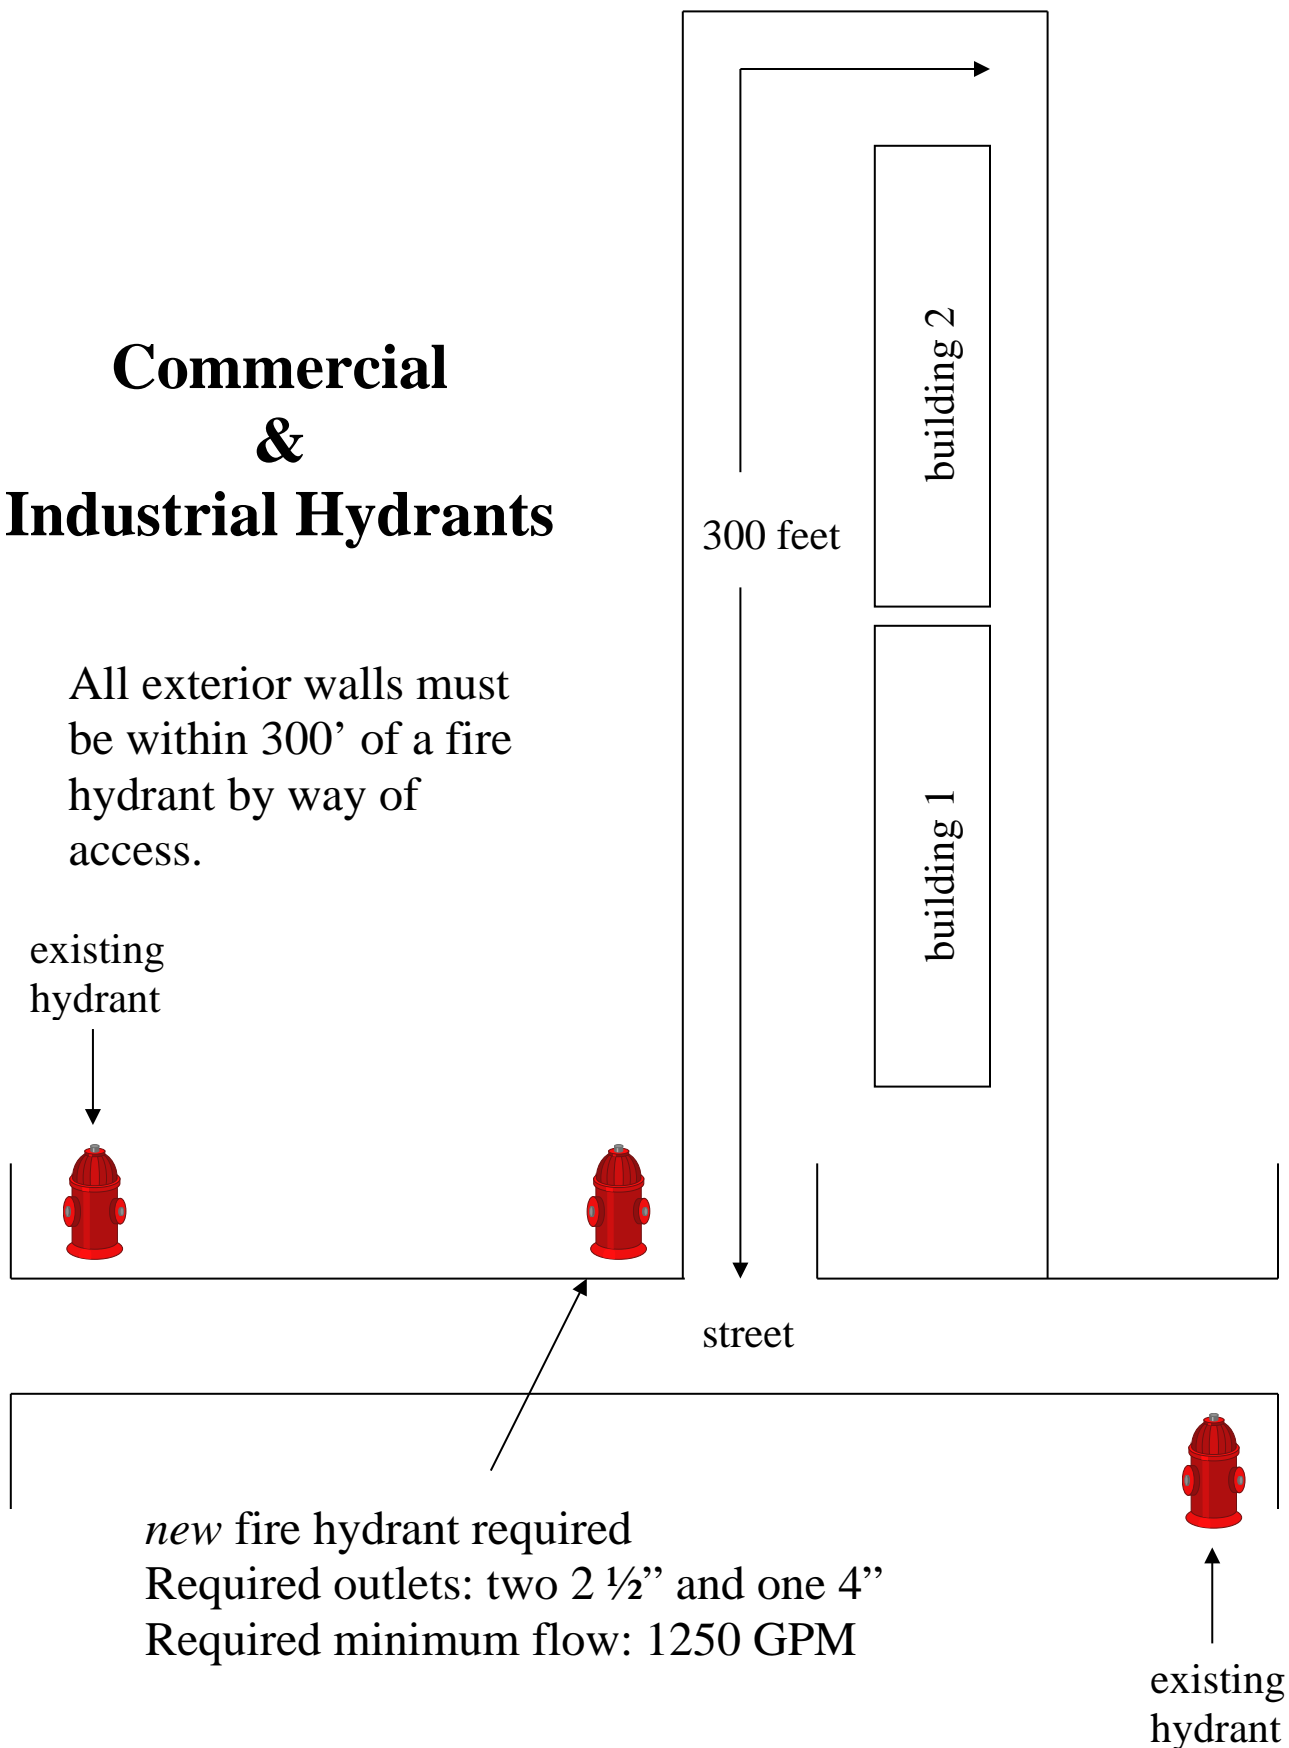 building 2
Commercial
&
Industrial Hydrants
300 feet
All exterior walls must
be within 300’ of a fire
hydrant by way of
access.
building 1
existing
hydrant
street
new fire hydrant required
Required outlets: two 2 ½” and one 4”
Required minimum flow: 1250 GPM
existing
hydrant